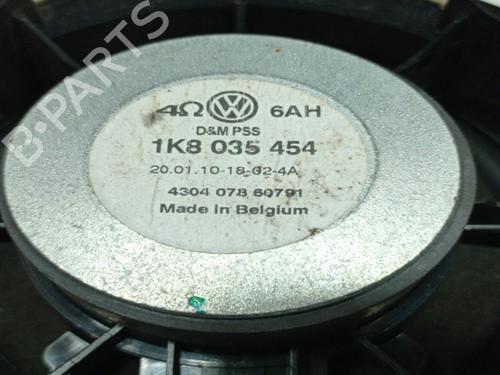 4Ω VW 6AH
D&M PSS
1K8 035 454
20.01.10-18-02-4A
4304 078 60791
Made in Belgium
B-PARTS